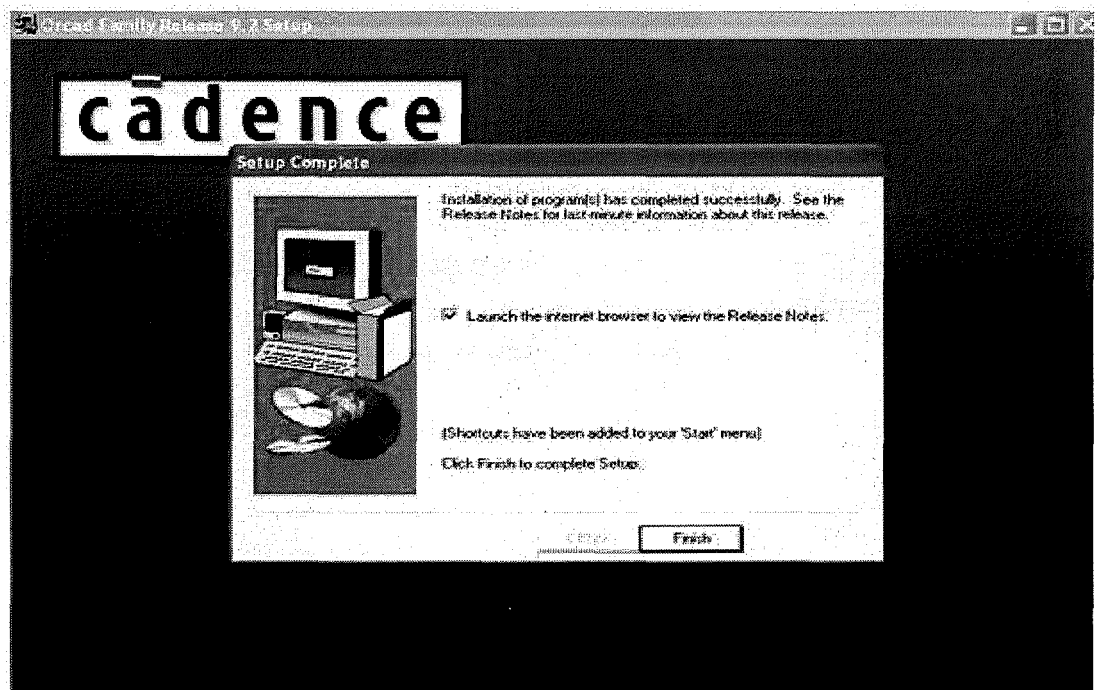 Orcad Family Release 9.2 Setup
cādence
Setup Complete
Installation of program(s) has completed successfully. See the
Release Notes for last-minute information about this release.
Launch the internet browser to view the Release Notes.
(Shortcuts have been added to your 'Start' menu)
Click Finish to complete Setup.
< Back
Finish